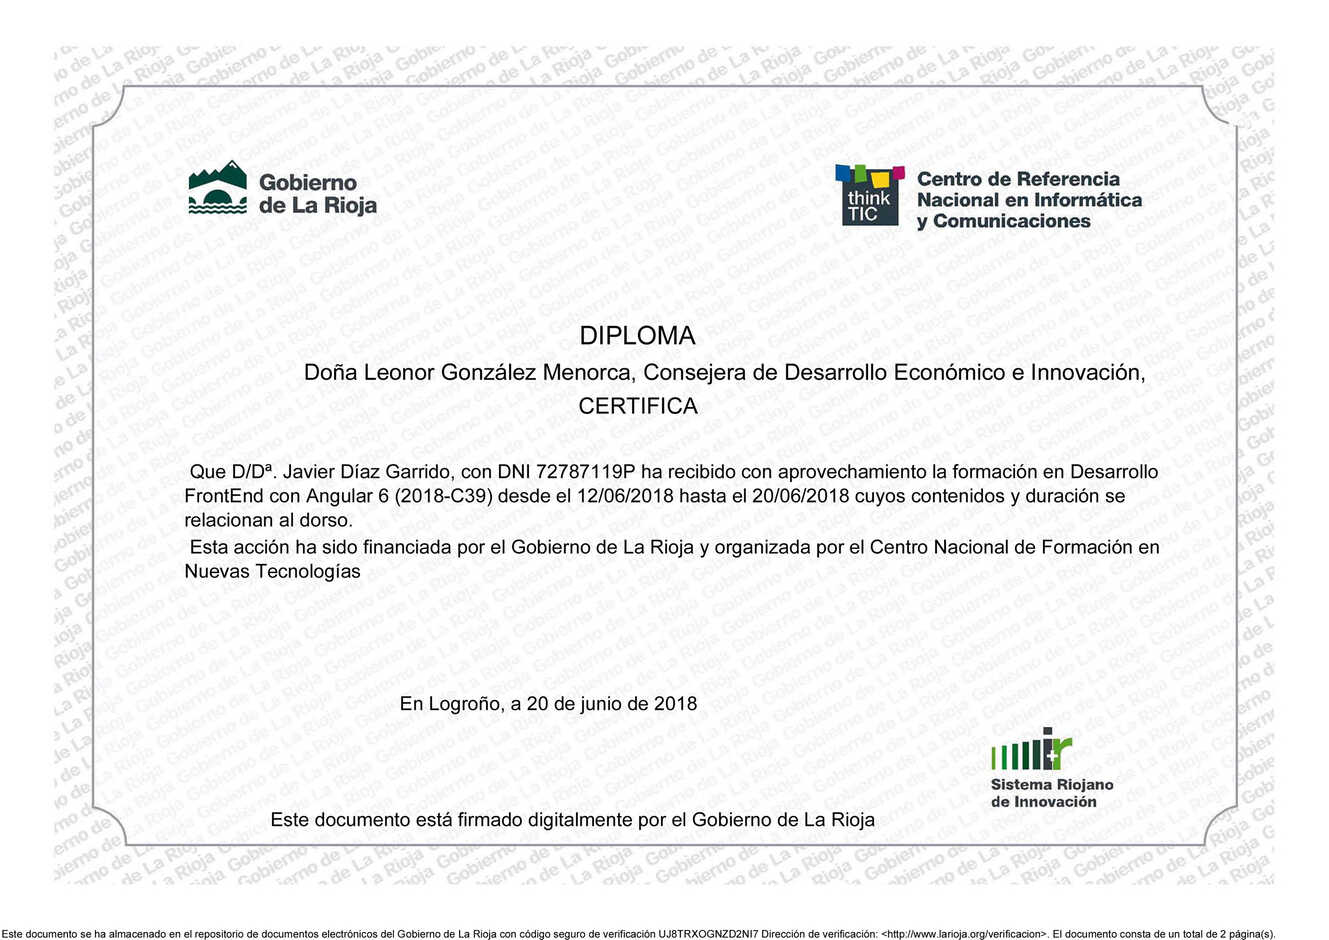 Gobierno
de La Rioja
think
TIC
Centro de Referencia
Nacional en Informática
y Comunicaciones
DIPLOMA
Doña Leonor González Menorca, Consejera de Desarrollo Económico e Innovación,
CERTIFICA
Que D/Dª. Javier Díaz Garrido, con DNI 72787119P ha recibido con aprovechamiento la formación en Desarrollo
FrontEnd con Angular 6 (2018-C39) desde el 12/06/2018 hasta el 20/06/2018 cuyos contenidos y duración se
relacionan al dorso.
Esta acción ha sido financiada por el Gobierno de La Rioja y organizada por el Centro Nacional de Formación en
Nuevas Tecnologías
En Logroño, a 20 de junio de 2018
Sistema Riojano
de Innovación
Este documento está firmado digitalmente por el Gobierno de La Rioja
Este documento se ha almacenado en el repositorio de documentos electrónicos del Gobierno de La Rioja con código seguro de verificación UJ8TRXOGNZD2NI7 Dirección de verificación: <http://www.larioja.org/verificacion>. El documento consta de un total de 2 página(s).